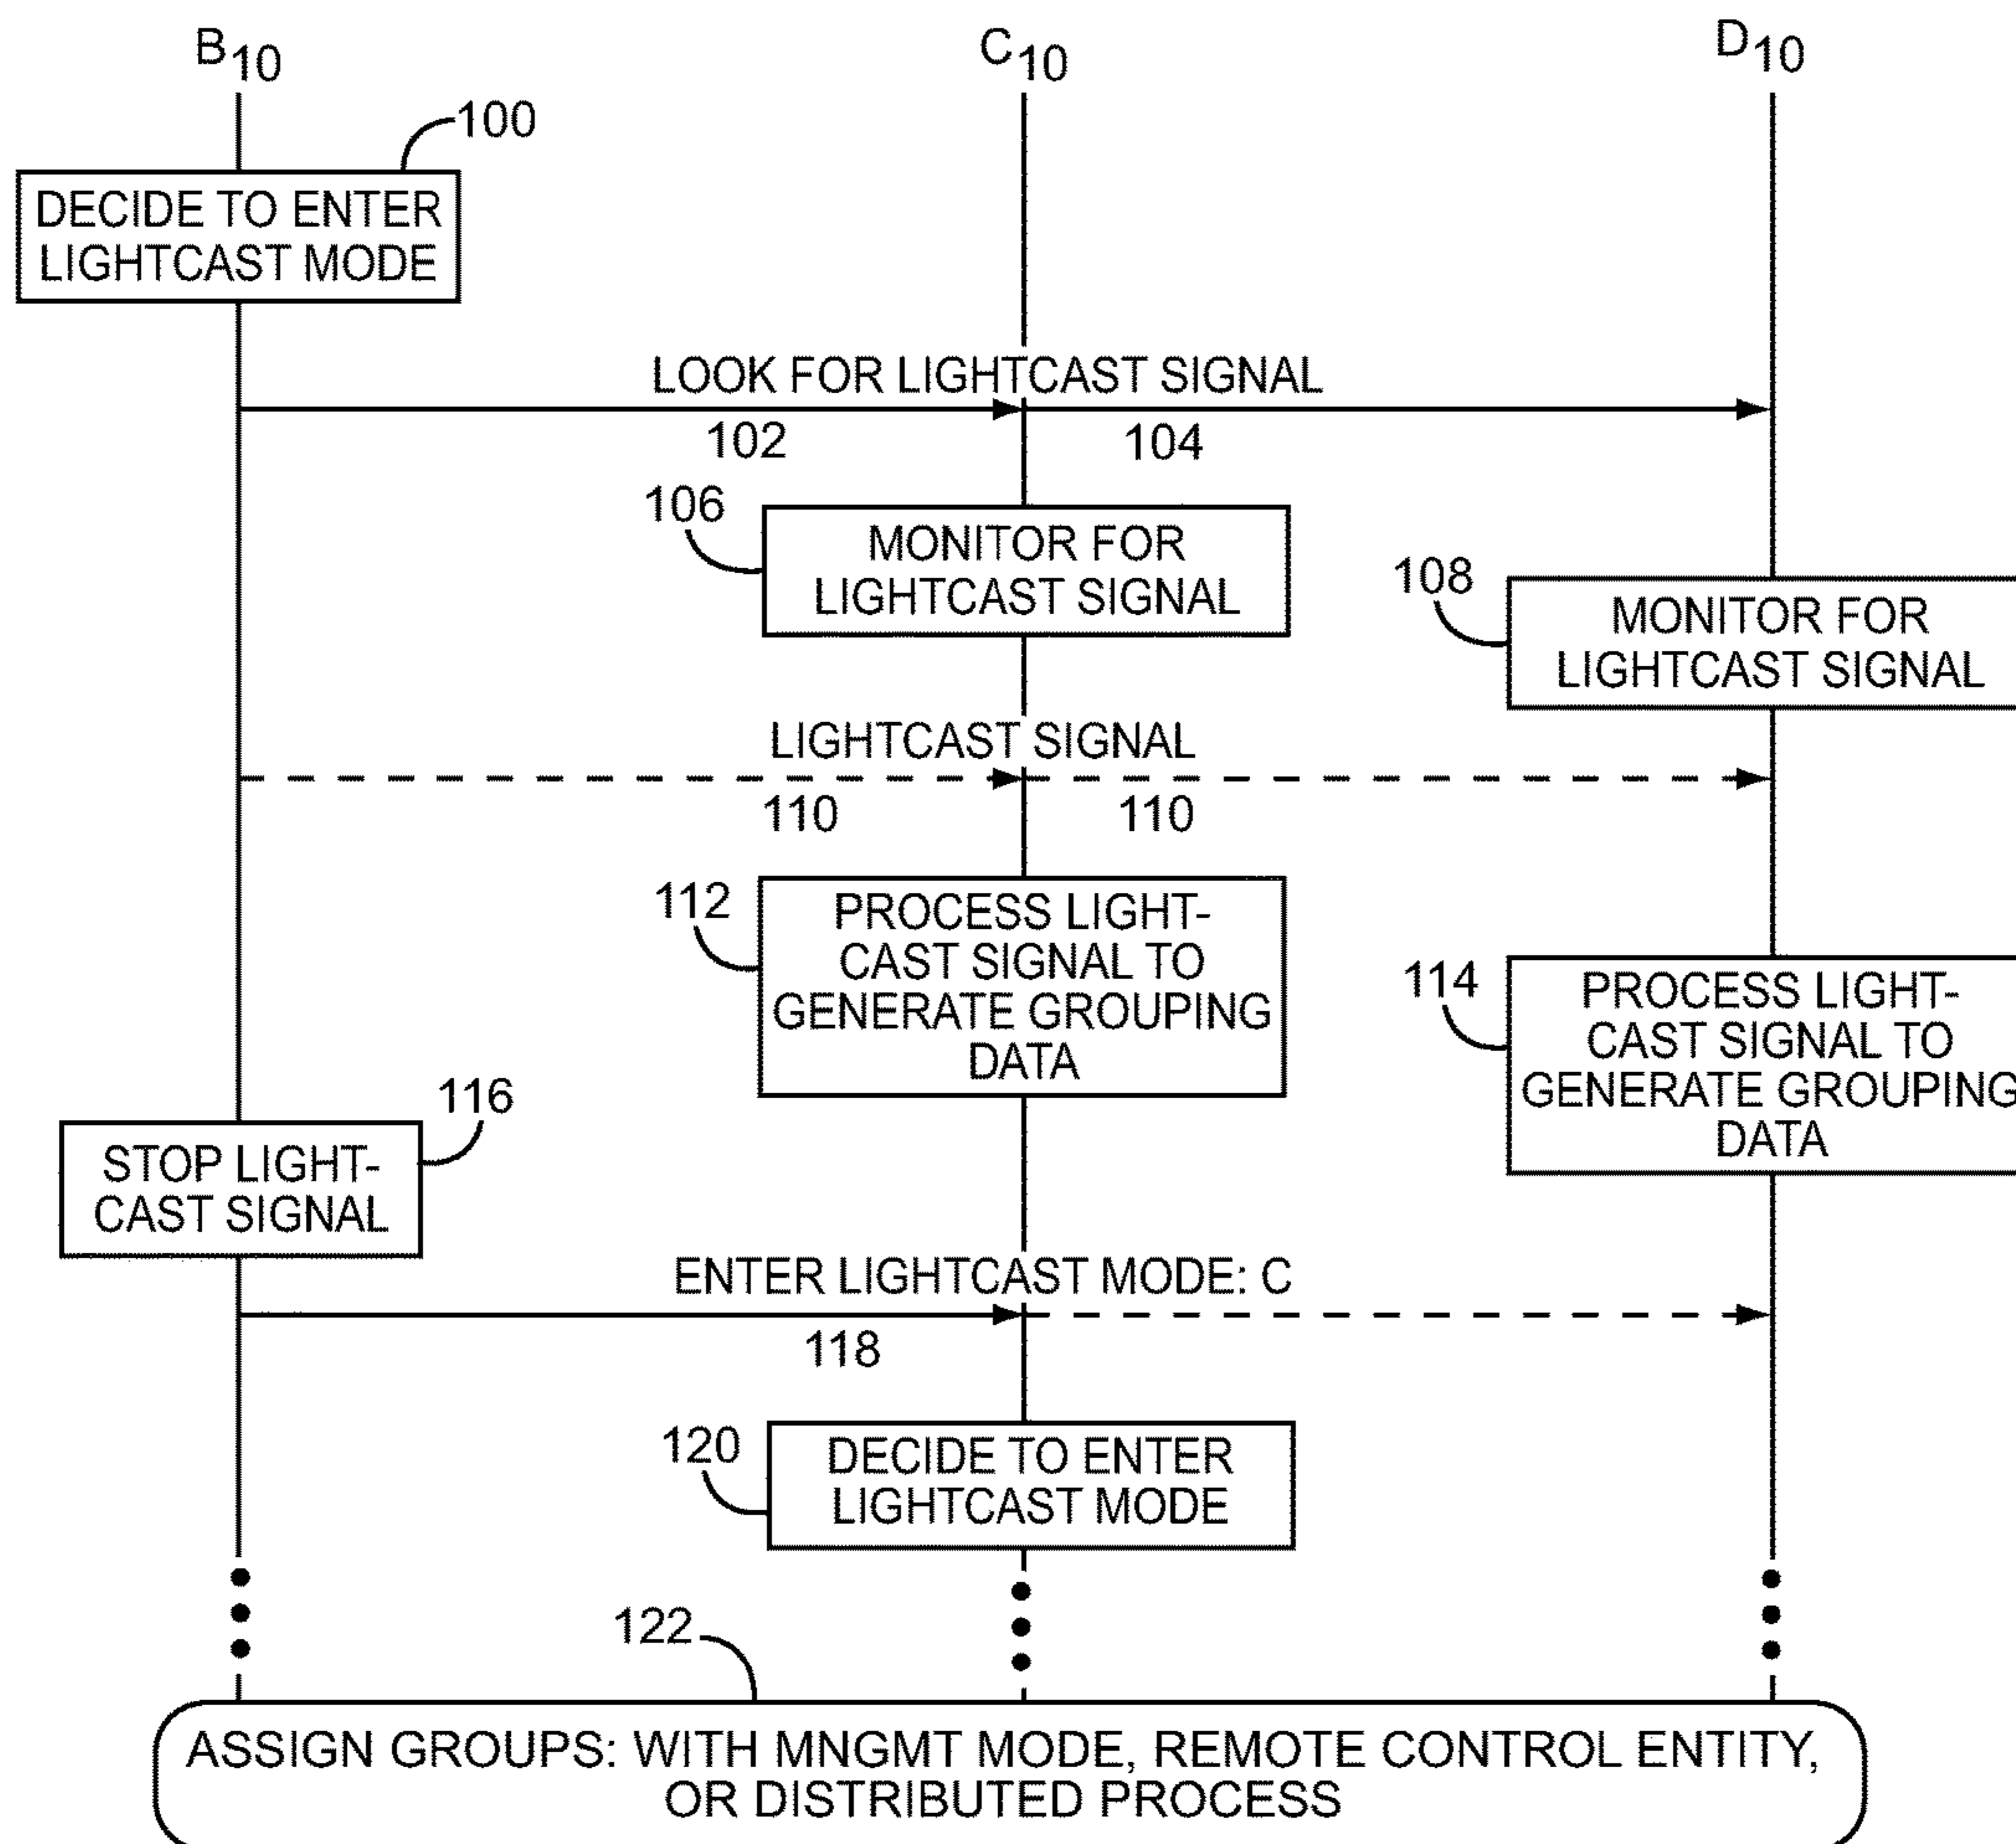 B10 C10 D10
100
DECIDE TO ENTER
LIGHTCAST MODE
LOOK FOR LIGHTCAST SIGNAL
102 104
106
MONITOR FOR
LIGHTCAST SIGNAL
108
MONITOR FOR
LIGHTCAST SIGNAL
LIGHTCAST SIGNAL
110 110
112
PROCESS LIGHT-
CAST SIGNAL TO
GENERATE GROUPING
DATA
114
PROCESS LIGHT-
CAST SIGNAL TO
GENERATE GROUPING
DATA
116
STOP LIGHT-
CAST SIGNAL
ENTER LIGHTCAST MODE: C
118
120
DECIDE TO ENTER
LIGHTCAST MODE
122
ASSIGN GROUPS: WITH MNGMT MODE, REMOTE CONTROL ENTITY,
OR DISTRIBUTED PROCESS